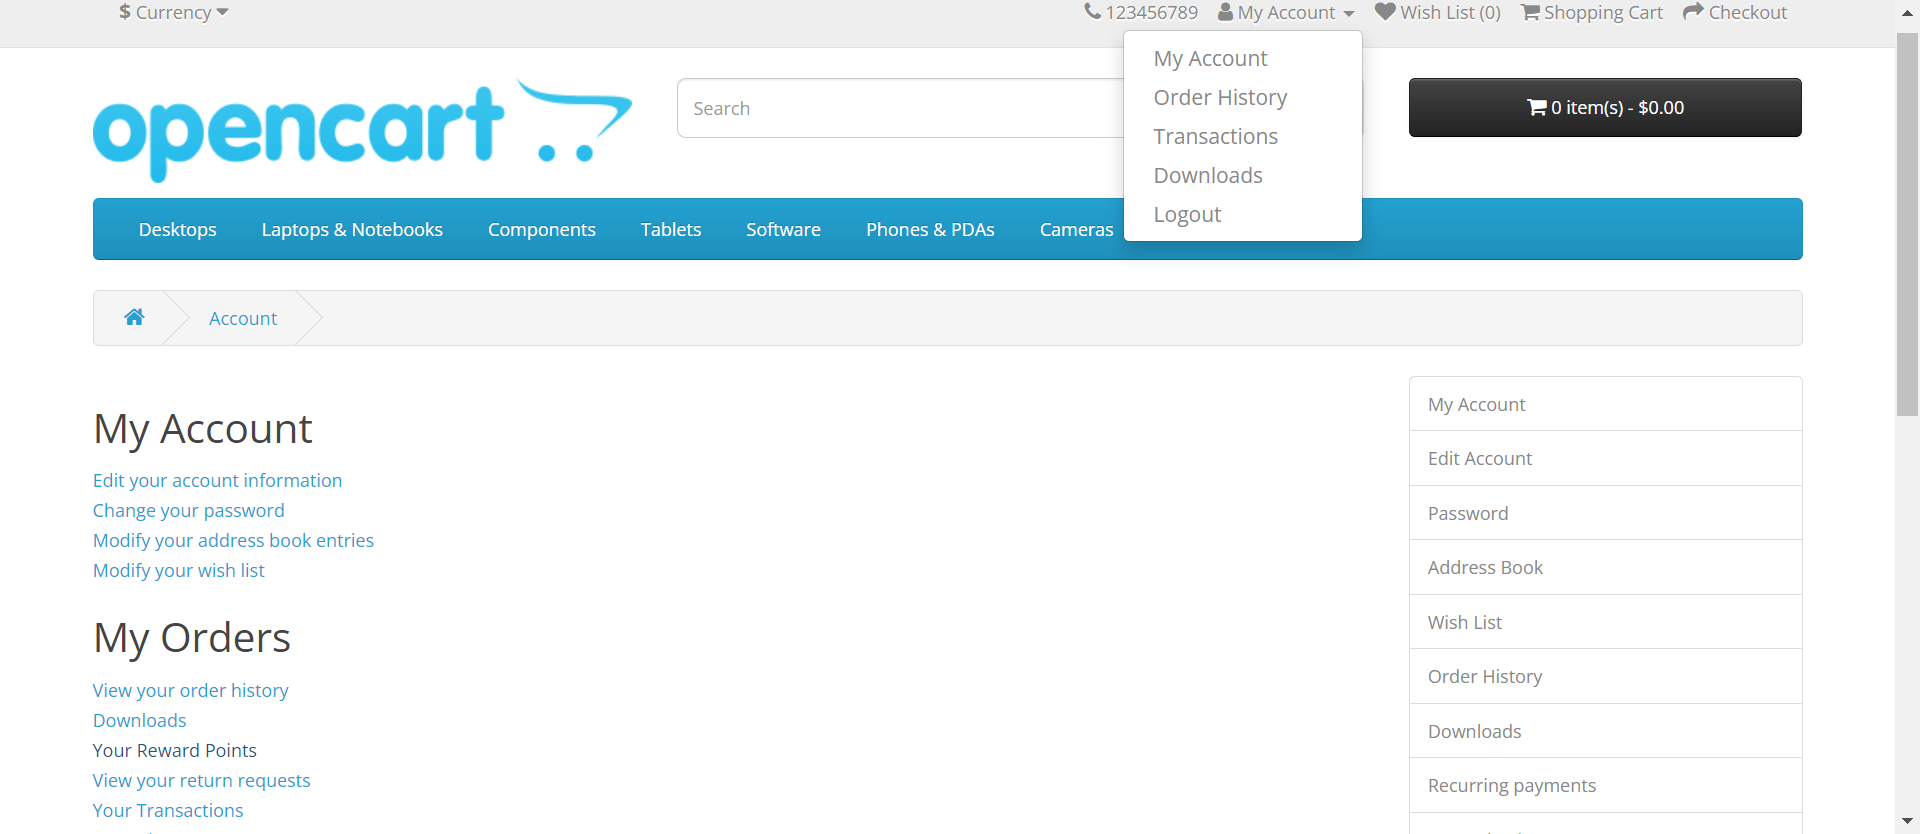 $ Currency
123456789 My Account Wish List (0) Shopping Cart Checkout
My Account
Order History
Transactions
Downloads
Logout
opencart
Search
0 item(s) - $0.00
Desktops Laptops & Notebooks Components Tablets Software Phones & PDAs Cameras
Account
My Account
Edit your account information
Change your password
Modify your address book entries
Modify your wish list
My Orders
View your order history
Downloads
Your Reward Points
View your return requests
Your Transactions
My Account
Edit Account
Password
Address Book
Wish List
Order History
Downloads
Recurring payments